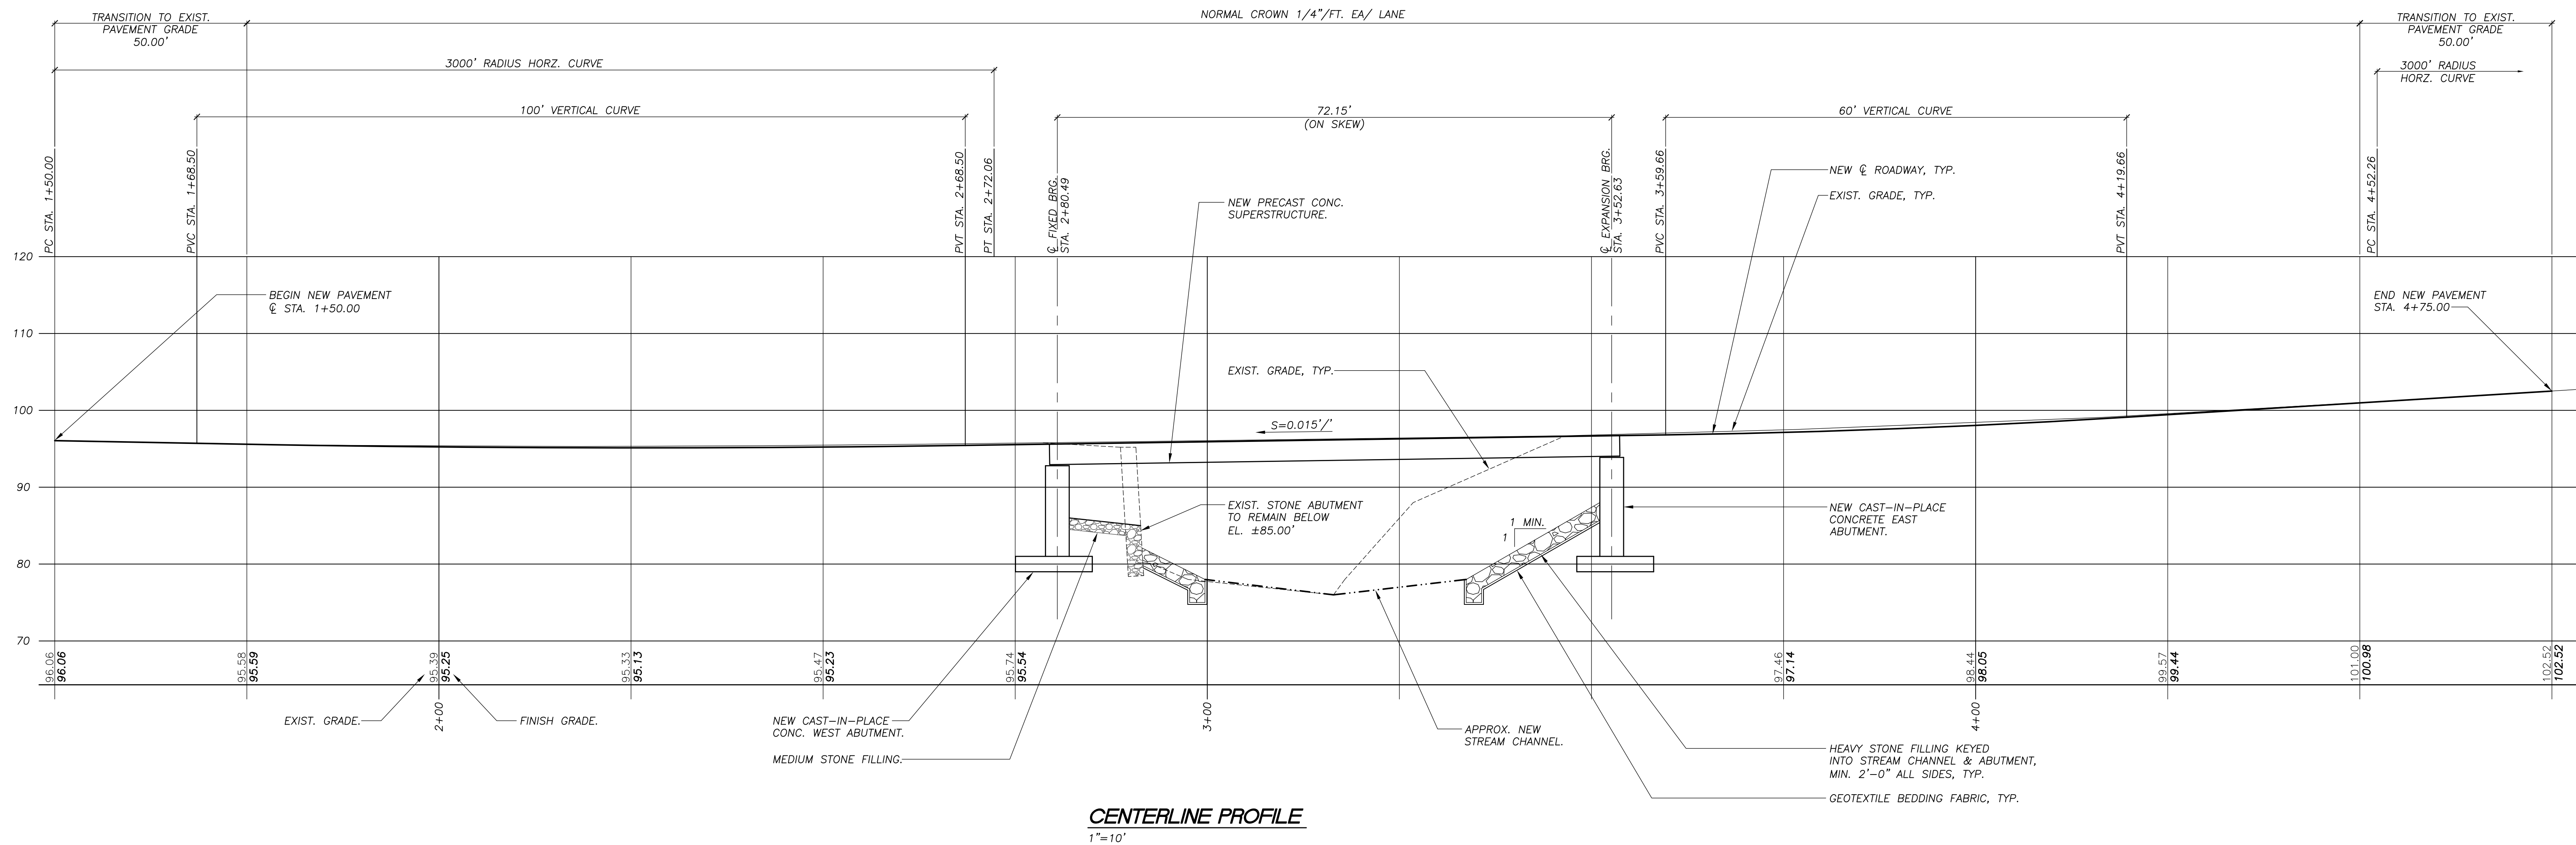 TRANSITION TO EXIST.
PAVEMENT GRADE
50.00'
NORMAL CROWN 1/4"/FT. EA/ LANE
TRANSITION TO EXIST.
PAVEMENT GRADE
50.00'
3000' RADIUS HORZ. CURVE
3000' RADIUS
HORZ. CURVE
100' VERTICAL CURVE
72.15'
(ON SKEW)
60' VERTICAL CURVE
PC STA. 1+50.00
PVC STA. 1+68.50
PVT STA. 2+68.50
PT STA. 2+72.06
℄ FIXED BRG.
STA. 2+80.49
℄ EXPANSION BRG.
STA. 3+52.63
PVC STA. 3+59.66
PVT STA. 4+19.66
PC STA. 4+52.26
NEW ℄ ROADWAY, TYP.
EXIST. GRADE, TYP.
NEW PRECAST CONC.
SUPERSTRUCTURE.
120
BEGIN NEW PAVEMENT
℄ STA. 1+50.00
END NEW PAVEMENT
STA. 4+75.00
110
EXIST. GRADE, TYP.
100
S=0.015'/'
90
EXIST. STONE ABUTMENT
TO REMAIN BELOW
EL. ±85.00'
1 MIN.
1
NEW CAST-IN-PLACE
CONCRETE EAST
ABUTMENT.
80
70
96.06
96.06
95.58
95.59
95.39
95.25
95.33
95.13
95.47
95.23
95.74
95.54
97.46
97.14
98.44
98.05
99.57
99.44
101.00
100.98
102.52
102.52
EXIST. GRADE.
2+00
FINISH GRADE.
NEW CAST-IN-PLACE
CONC. WEST ABUTMENT.
MEDIUM STONE FILLING.
3+00
APPROX. NEW
STREAM CHANNEL.
4+00
HEAVY STONE FILLING KEYED
INTO STREAM CHANNEL & ABUTMENT,
MIN. 2'-0" ALL SIDES, TYP.
GEOTEXTILE BEDDING FABRIC, TYP.
CENTERLINE PROFILE
1"=10'